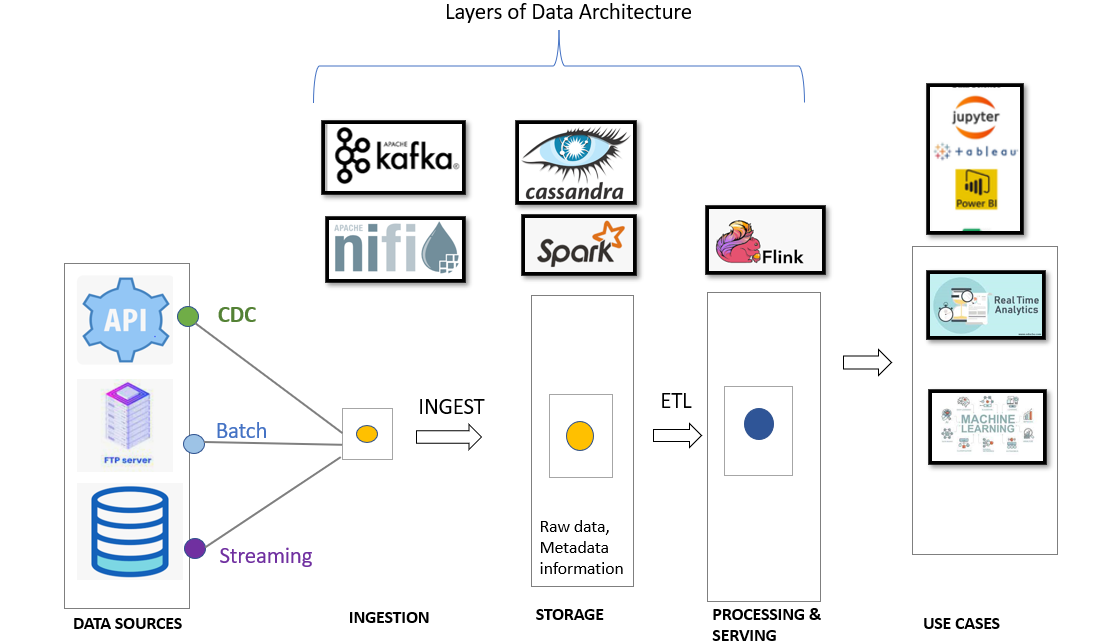 Layers of Data Architecture
APACHE
kafka®
cassandra
jupyter
+ a b l e a u
Power BI
APACHE
nifi
Spark
Flink
API
CDC
Real Time
Analytics
INGEST
ETL
Batch
MACHINE
LEARNING
FTP server
Raw data,
Metadata
information
Streaming
DATA SOURCES
INGESTION
STORAGE
PROCESSING &
SERVING
USE CASES